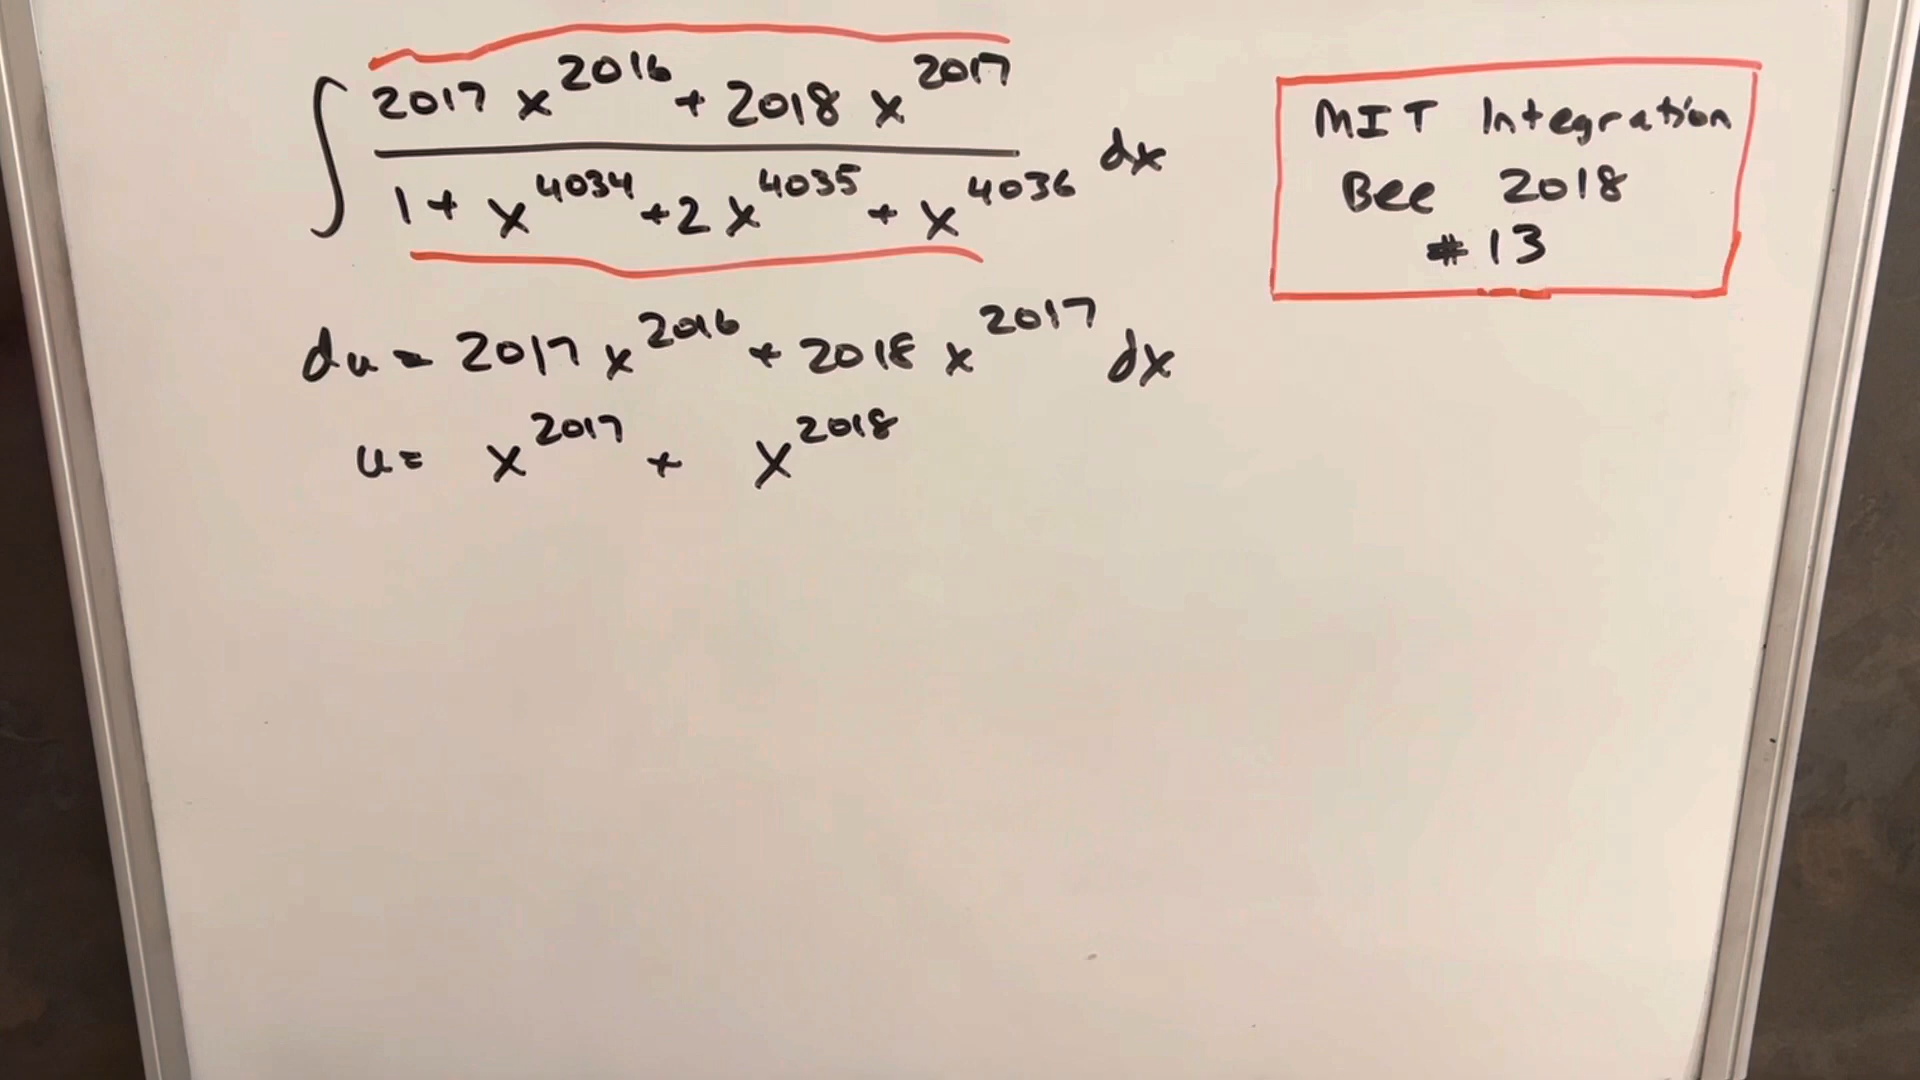 ∫ (2017 x^2016 + 2018 x^2017) / (1 + x^4034 + 2 x^4035 + x^4036) dx
MIT Integration
Bee 2018
# 13
du = 2017 x^2016 + 2018 x^2017 dx
u = x^2017 + x^2018